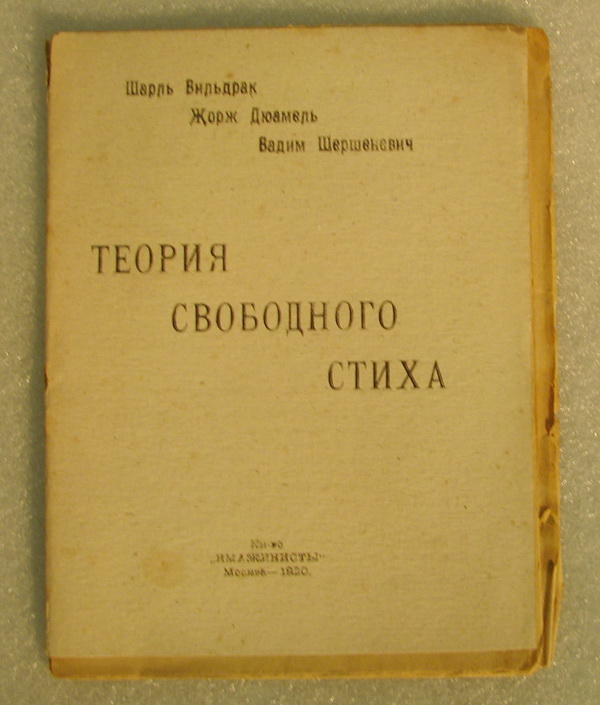 Шарль Вильдрак
Жорж Дюамель
Вадим Шершеневич
ТЕОРИЯ
СВОБОДНОГО
СТИХА
Кн-во
„ИМАЖИНИСТЫ“
Москва—1920.